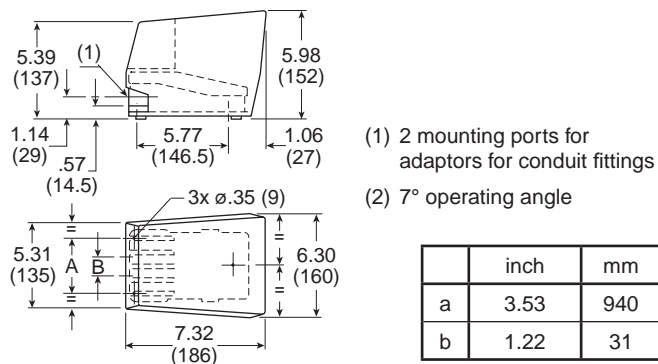 5.39
(137)
(1)
5.98
(152)
1.14
(29)
.57
(14.5)
5.77
(146.5)
1.06
(27)
(1) 2 mounting ports for
adaptors for conduit fittings
(2) 7° operating angle
3x ø.35 (9)
=
=
5.31
(135)
A
B
=
=
6.30
(160)
7.32
(186)
inch mm
a 3.53 940
b 1.22 31